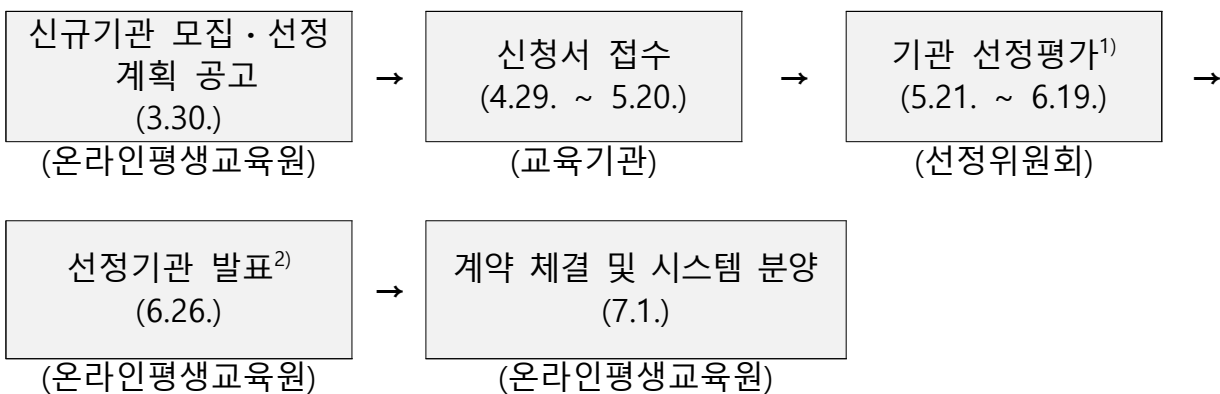 신규기관 모집·선정
계획 공고
(3.30.)
(온라인평생교육원)
→
신청서 접수
(4.29. ~ 5.20.)
(교육기관)
→
기관 선정평가1)
(5.21. ~ 6.19.)
(선정위원회)
→
선정기관 발표2)
(6.26.)
(온라인평생교육원)
→
계약 체결 및 시스템 분양
(7.1.)
(온라인평생교육원)